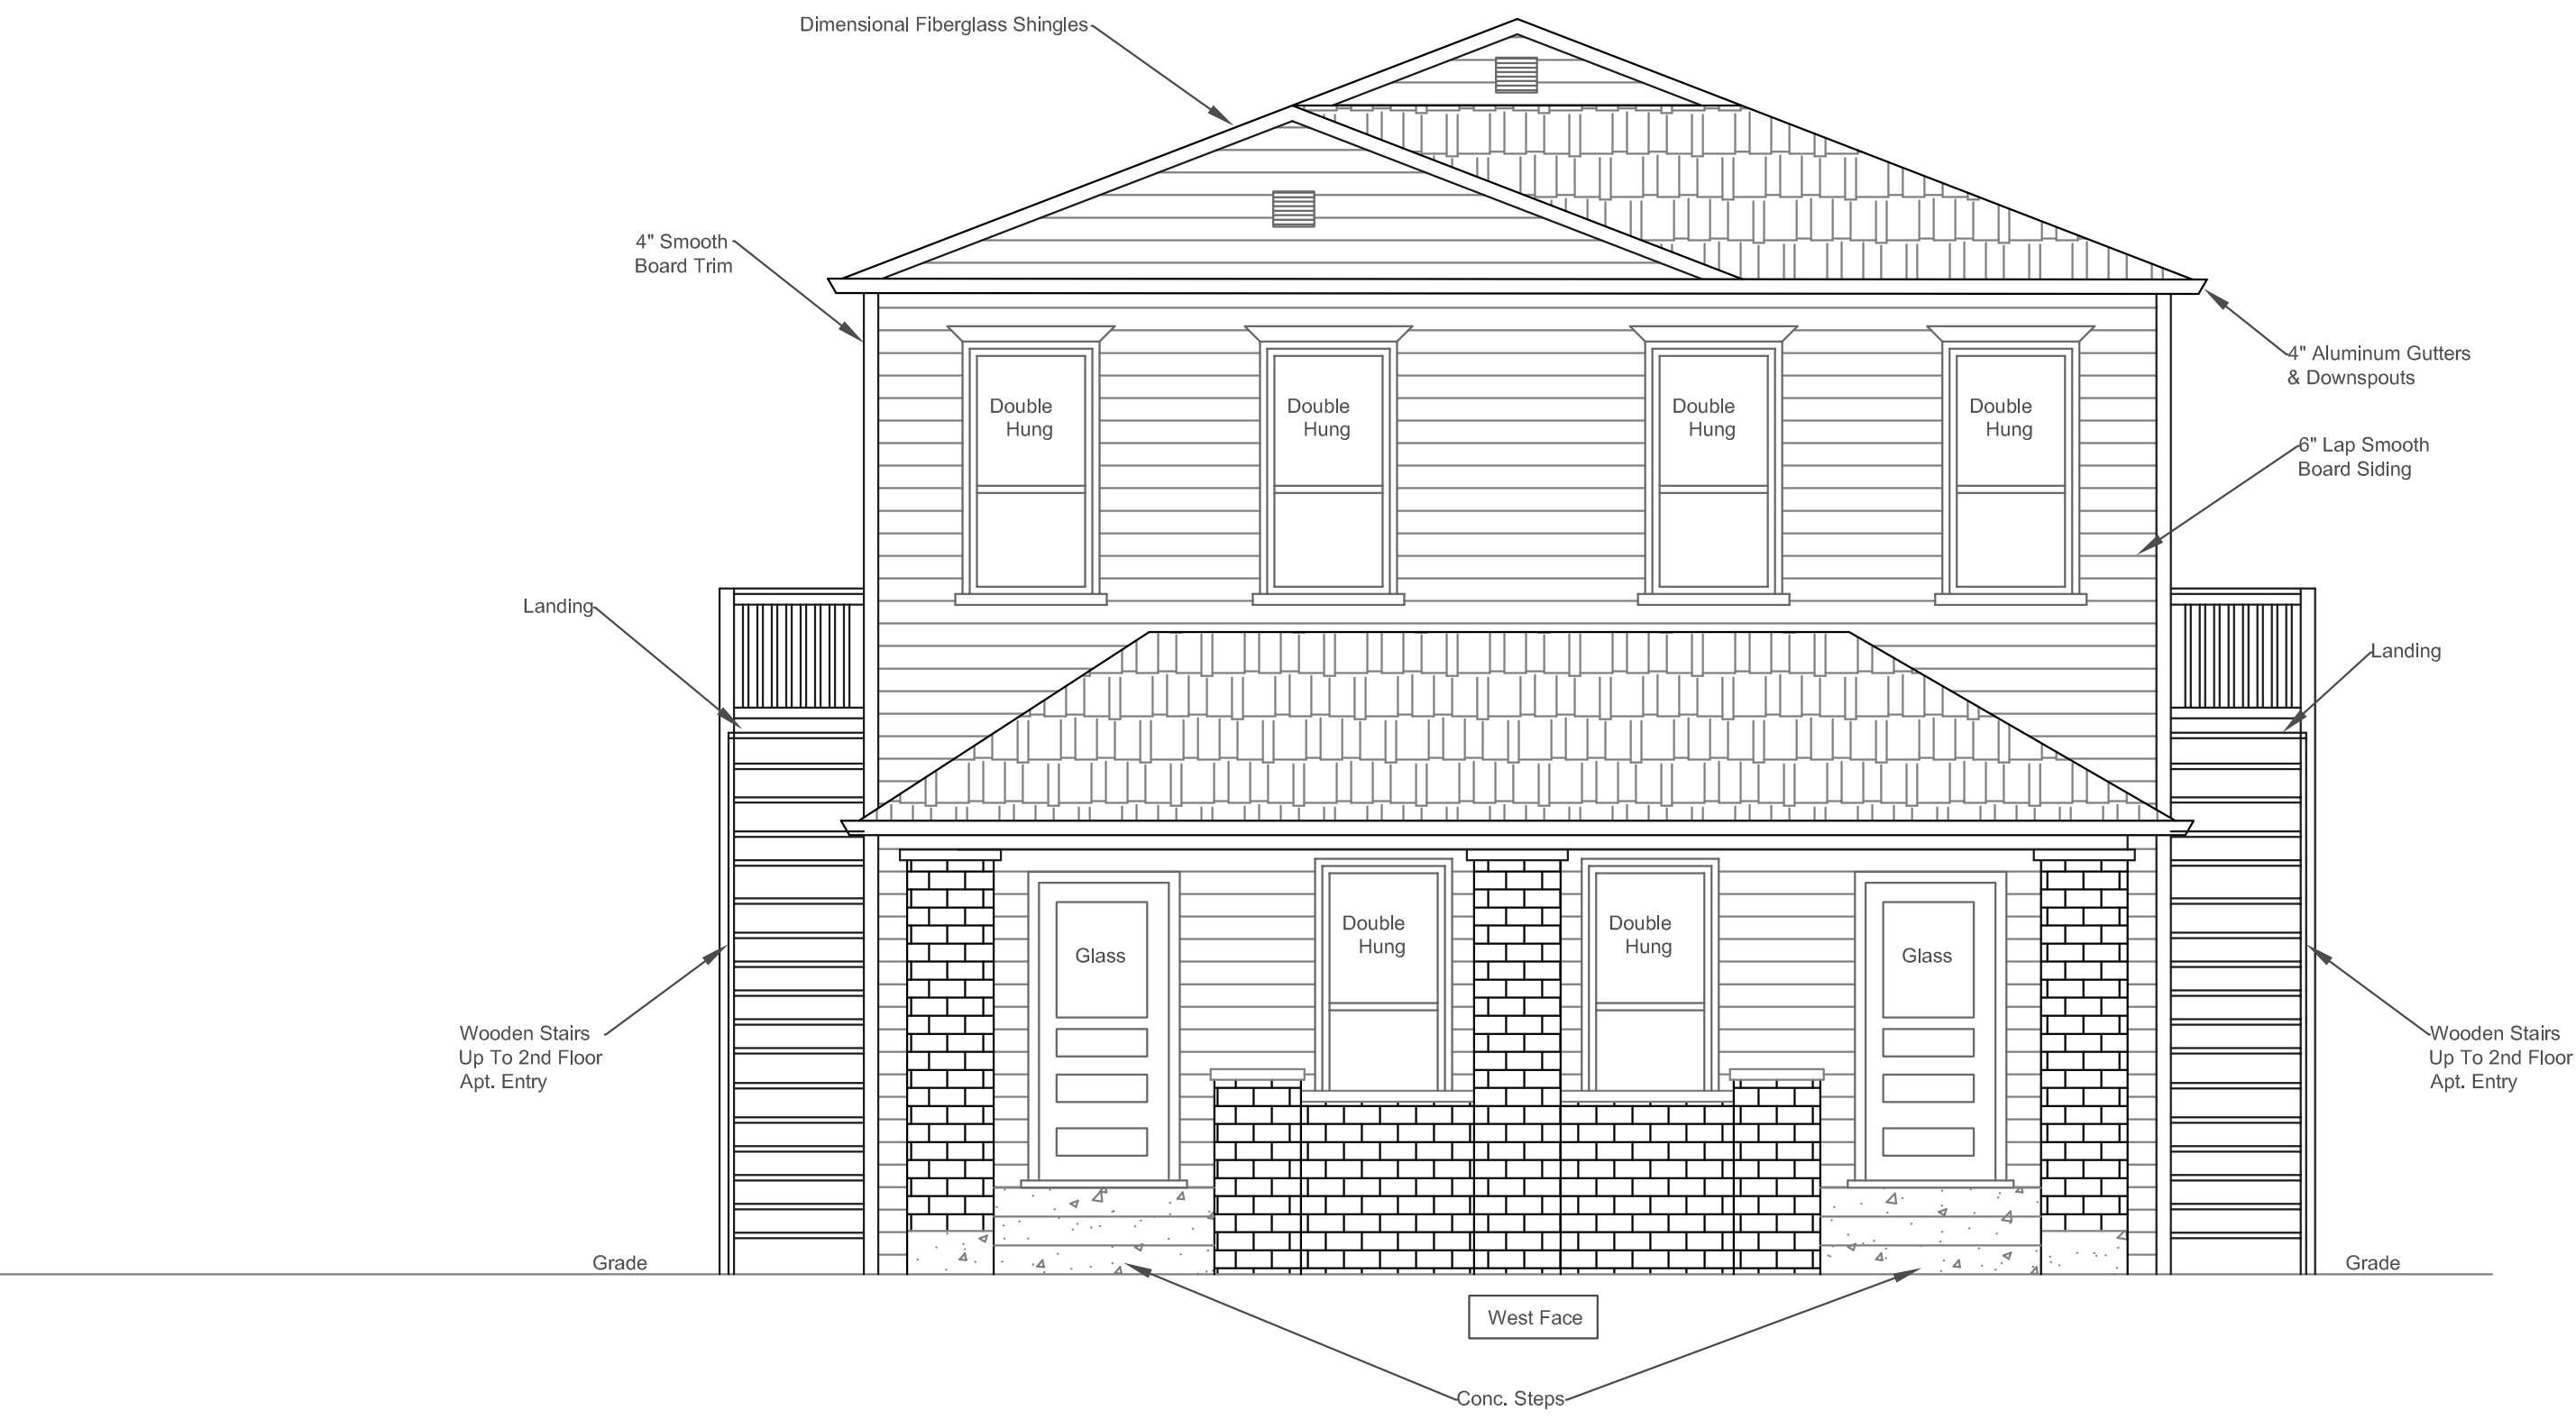 Dimensional Fiberglass Shingles
4" Smooth
Board Trim
4" Aluminum Gutters
& Downspouts
Double
Hung
Double
Hung
Double
Hung
Double
Hung
6" Lap Smooth
Board Siding
Landing
Landing
Double
Hung
Double
Hung
Glass
Glass
Wooden Stairs
Up To 2nd Floor
Apt. Entry
Wooden Stairs
Up To 2nd Floor
Apt. Entry
Grade
Grade
West Face
Conc. Steps